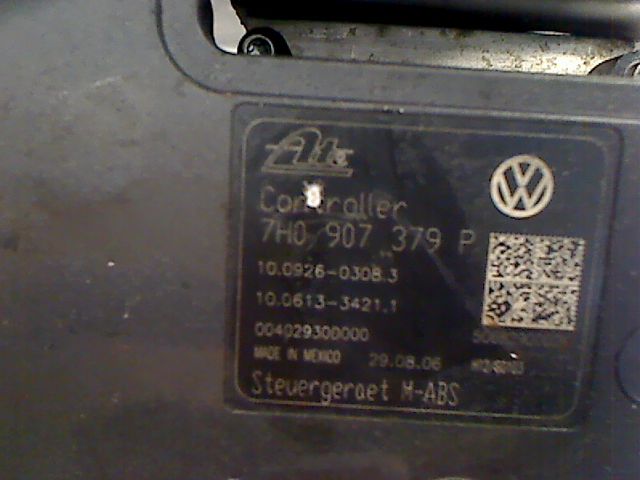 Ate
Controller
7H0 907 379 P
10.0926-0308.3
10.0613-3421.1
004029300000
MADE IN MEXICO 29.08.06
Steuergeraet M-ABS